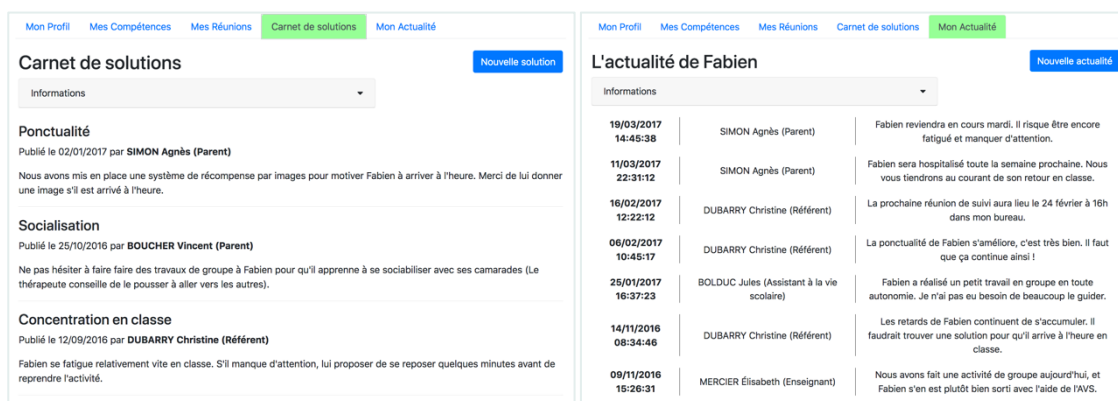 Mon Profil Mes Compétences Mes Réunions Carnet de solutions Mon Actualité
Carnet de solutions Nouvelle solution
Informations
Ponctualité
Publié le 02/01/2017 par SIMON Agnès (Parent)
Nous avons mis en place une système de récompense par images pour motiver Fabien à arriver à l'heure. Merci de lui donner
une image s'il est arrivé à l'heure.
Socialisation
Publié le 25/10/2016 par BOUCHER Vincent (Parent)
Ne pas hésiter à faire faire des travaux de groupe à Fabien pour qu'il apprenne à se sociabiliser avec ses camarades (Le
thérapeute conseille de le pousser à aller vers les autres).
Concentration en classe
Publié le 12/09/2016 par DUBARRY Christine (Référent)
Fabien se fatigue relativement vite en classe. S'il manque d'attention, lui proposer de se reposer quelques minutes avant de
reprendre l'activité.
Mon Profil Mes Compétences Mes Réunions Carnet de solutions Mon Actualité
L'actualité de Fabien Nouvelle actualité
Informations
19/03/2017
14:45:38
SIMON Agnès (Parent)
Fabien reviendra en cours mardi. Il risque être encore
fatigué et manquer d'attention.
11/03/2017
22:31:12
SIMON Agnès (Parent)
Fabien sera hospitalisé toute la semaine prochaine. Nous
vous tiendrons au courant de son retour en classe.
16/02/2017
12:22:12
DUBARRY Christine (Référent)
La prochaine réunion de suivi aura lieu le 24 février à 16h
dans mon bureau.
06/02/2017
10:45:17
DUBARRY Christine (Référent)
La ponctualité de Fabien s'améliore, c'est très bien. Il faut
que ça continue ainsi !
25/01/2017
16:37:23
BOLDUC Jules (Assistant à la vie
scolaire)
Fabien a réalisé un petit travail en groupe en toute
autonomie. Je n'ai pas eu besoin de beaucoup le guider.
14/11/2016
08:34:46
DUBARRY Christine (Référent)
Les retards de Fabien continuent de s'accumuler. Il
faudrait trouver une solution pour qu'il arrive à l'heure en
classe.
09/11/2016
15:26:31
MERCIER Élisabeth (Enseignant)
Nous avons fait une activité de groupe aujourd'hui, et
Fabien s'en est plutôt bien sorti avec l'aide de l'AVS.